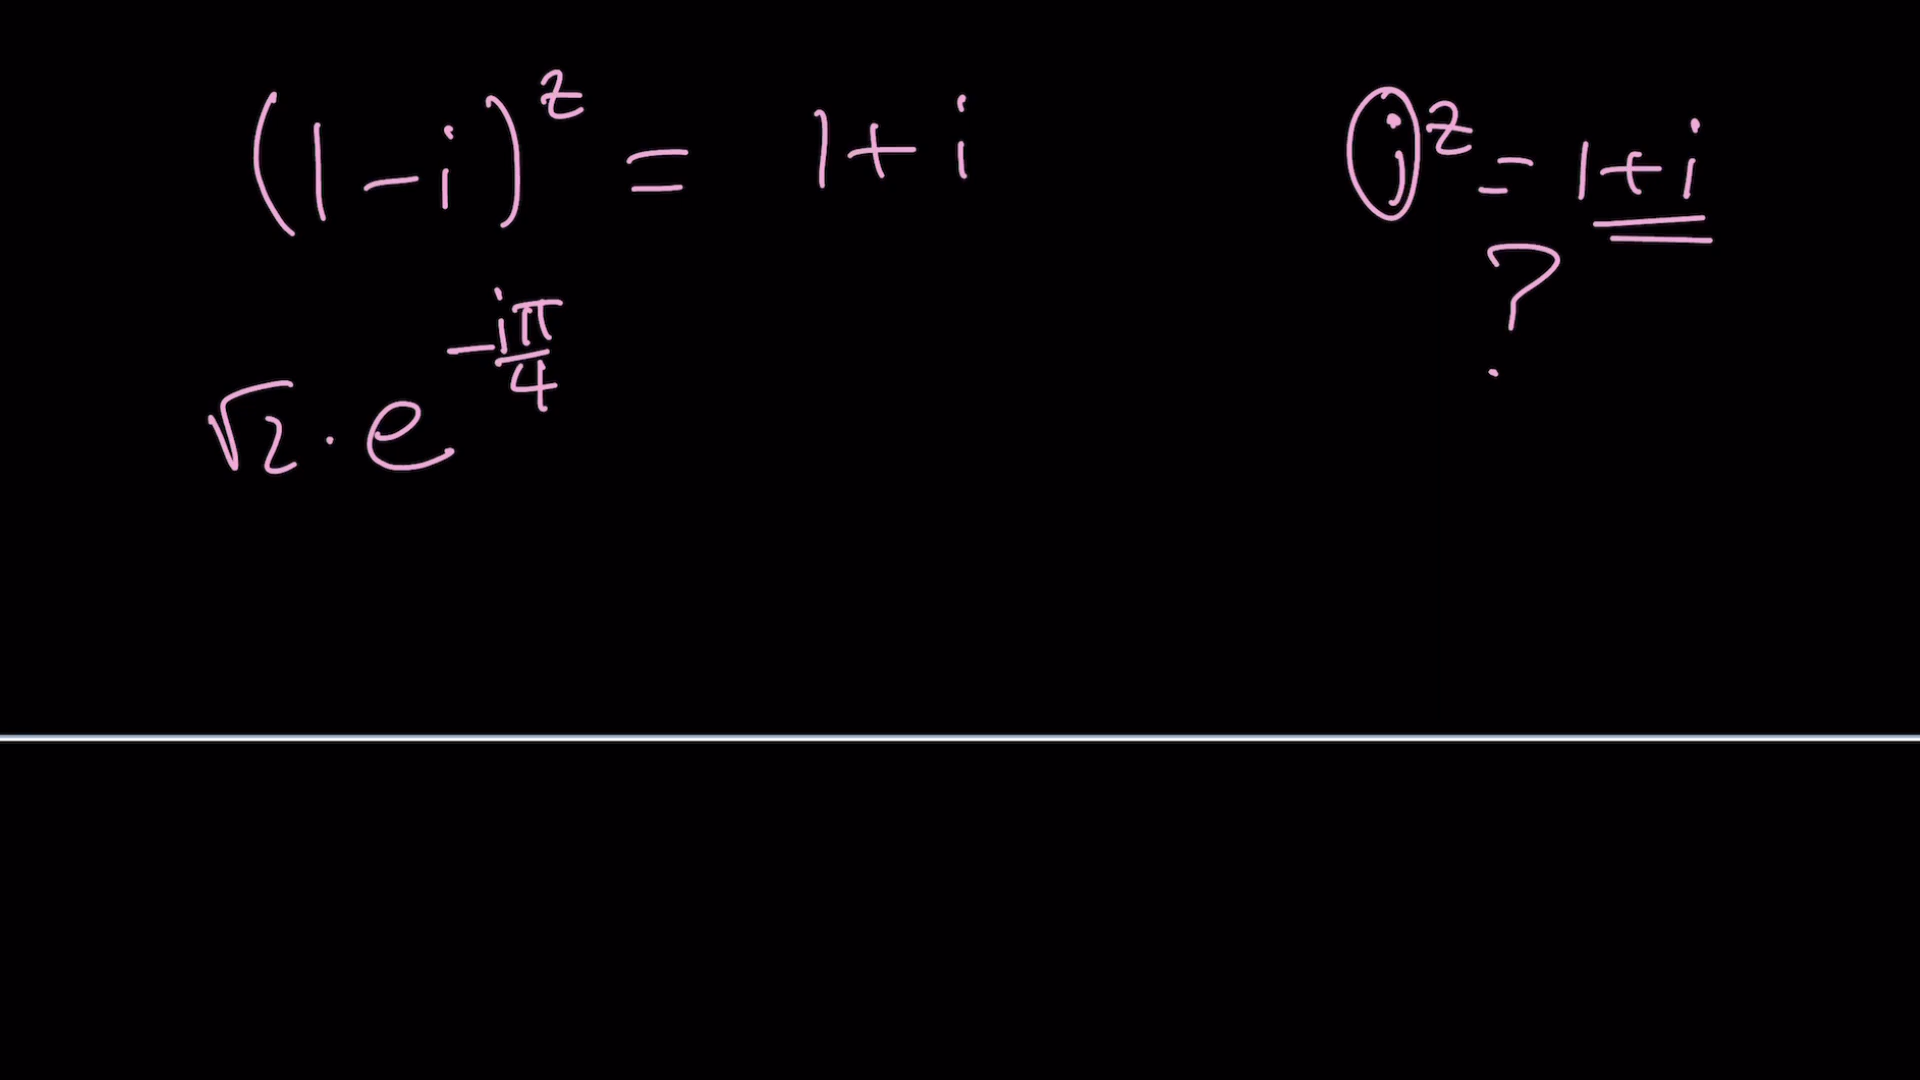 (1-i)^z = 1+i
i^z = 1+i
?
√2 · e^(-iπ/4)